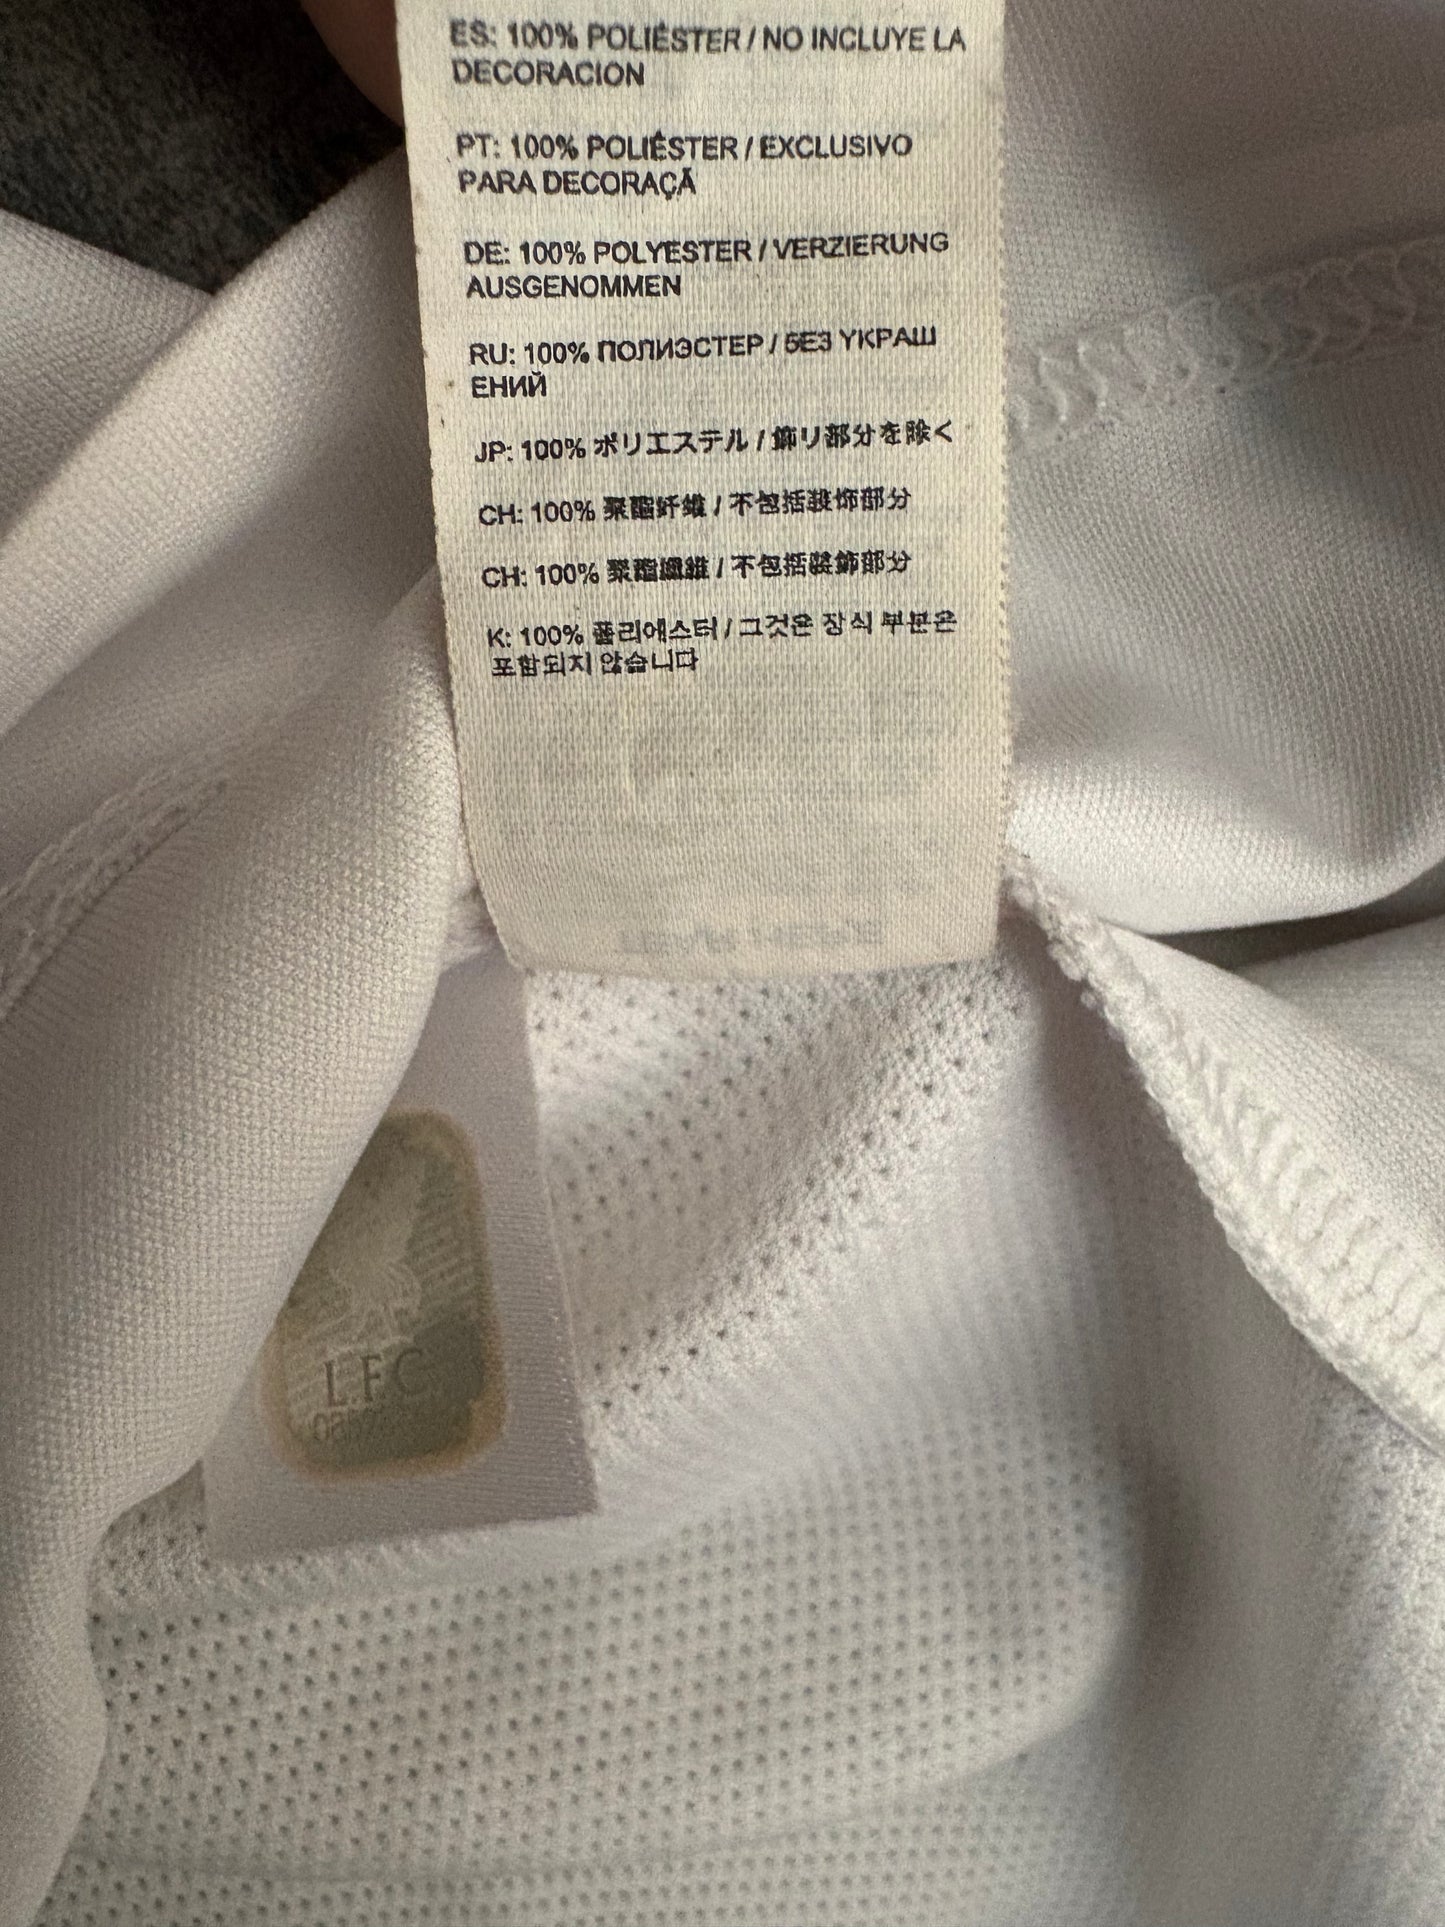 ES: 100% POLIÉSTER / NO INCLUYE LA
DECORACION
PT: 100% POLIÉSTER / EXCLUSIVO
PARA DECORAÇÃ
DE: 100% POLYESTER / VERZIERUNG
AUSGENOMMEN
RU: 100% ПОЛИЭСТЕР / БЕЗ УКРАШ
ЕНИЙ
JP: 100% ポリエステル / 飾り部分を除く
CH: 100% 聚酯纤维 / 不包括装饰部分
CH: 100% 聚酯纖維 / 不包括裝飾部分
K: 100% 폴리에스터 / 그것은 장식 부분은
포함되지 않습니다
L.F.C